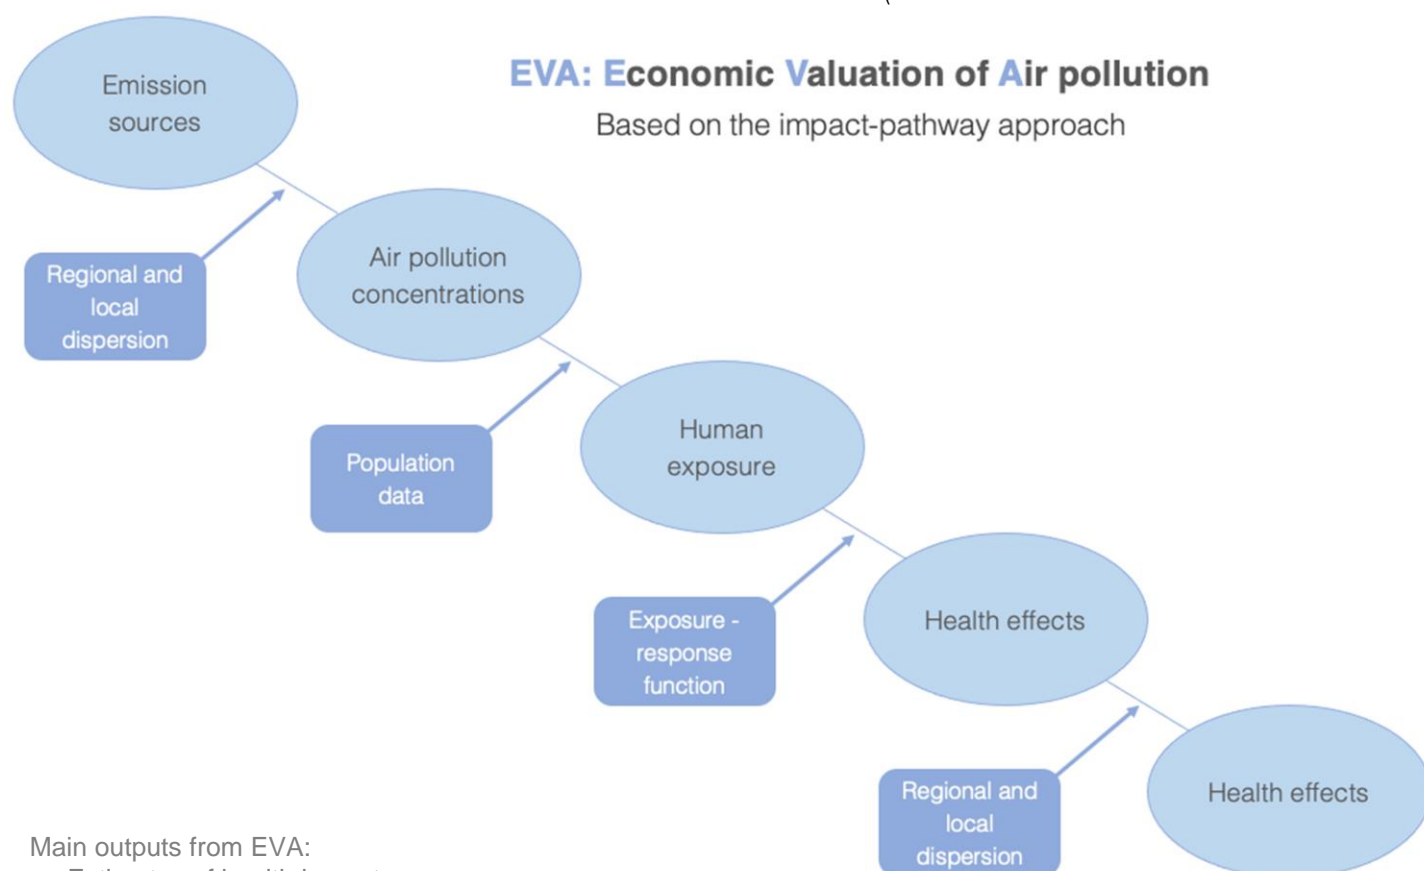 EVA: Economic Valuation of Air pollution
Based on the impact-pathway approach
Emission
sources
Regional and
local
dispersion
Air pollution
concentrations
Population
data
Human
exposure
Exposure -
response
function
Health effects
Regional and
local
dispersion
Health effects
Main outputs from EVA: